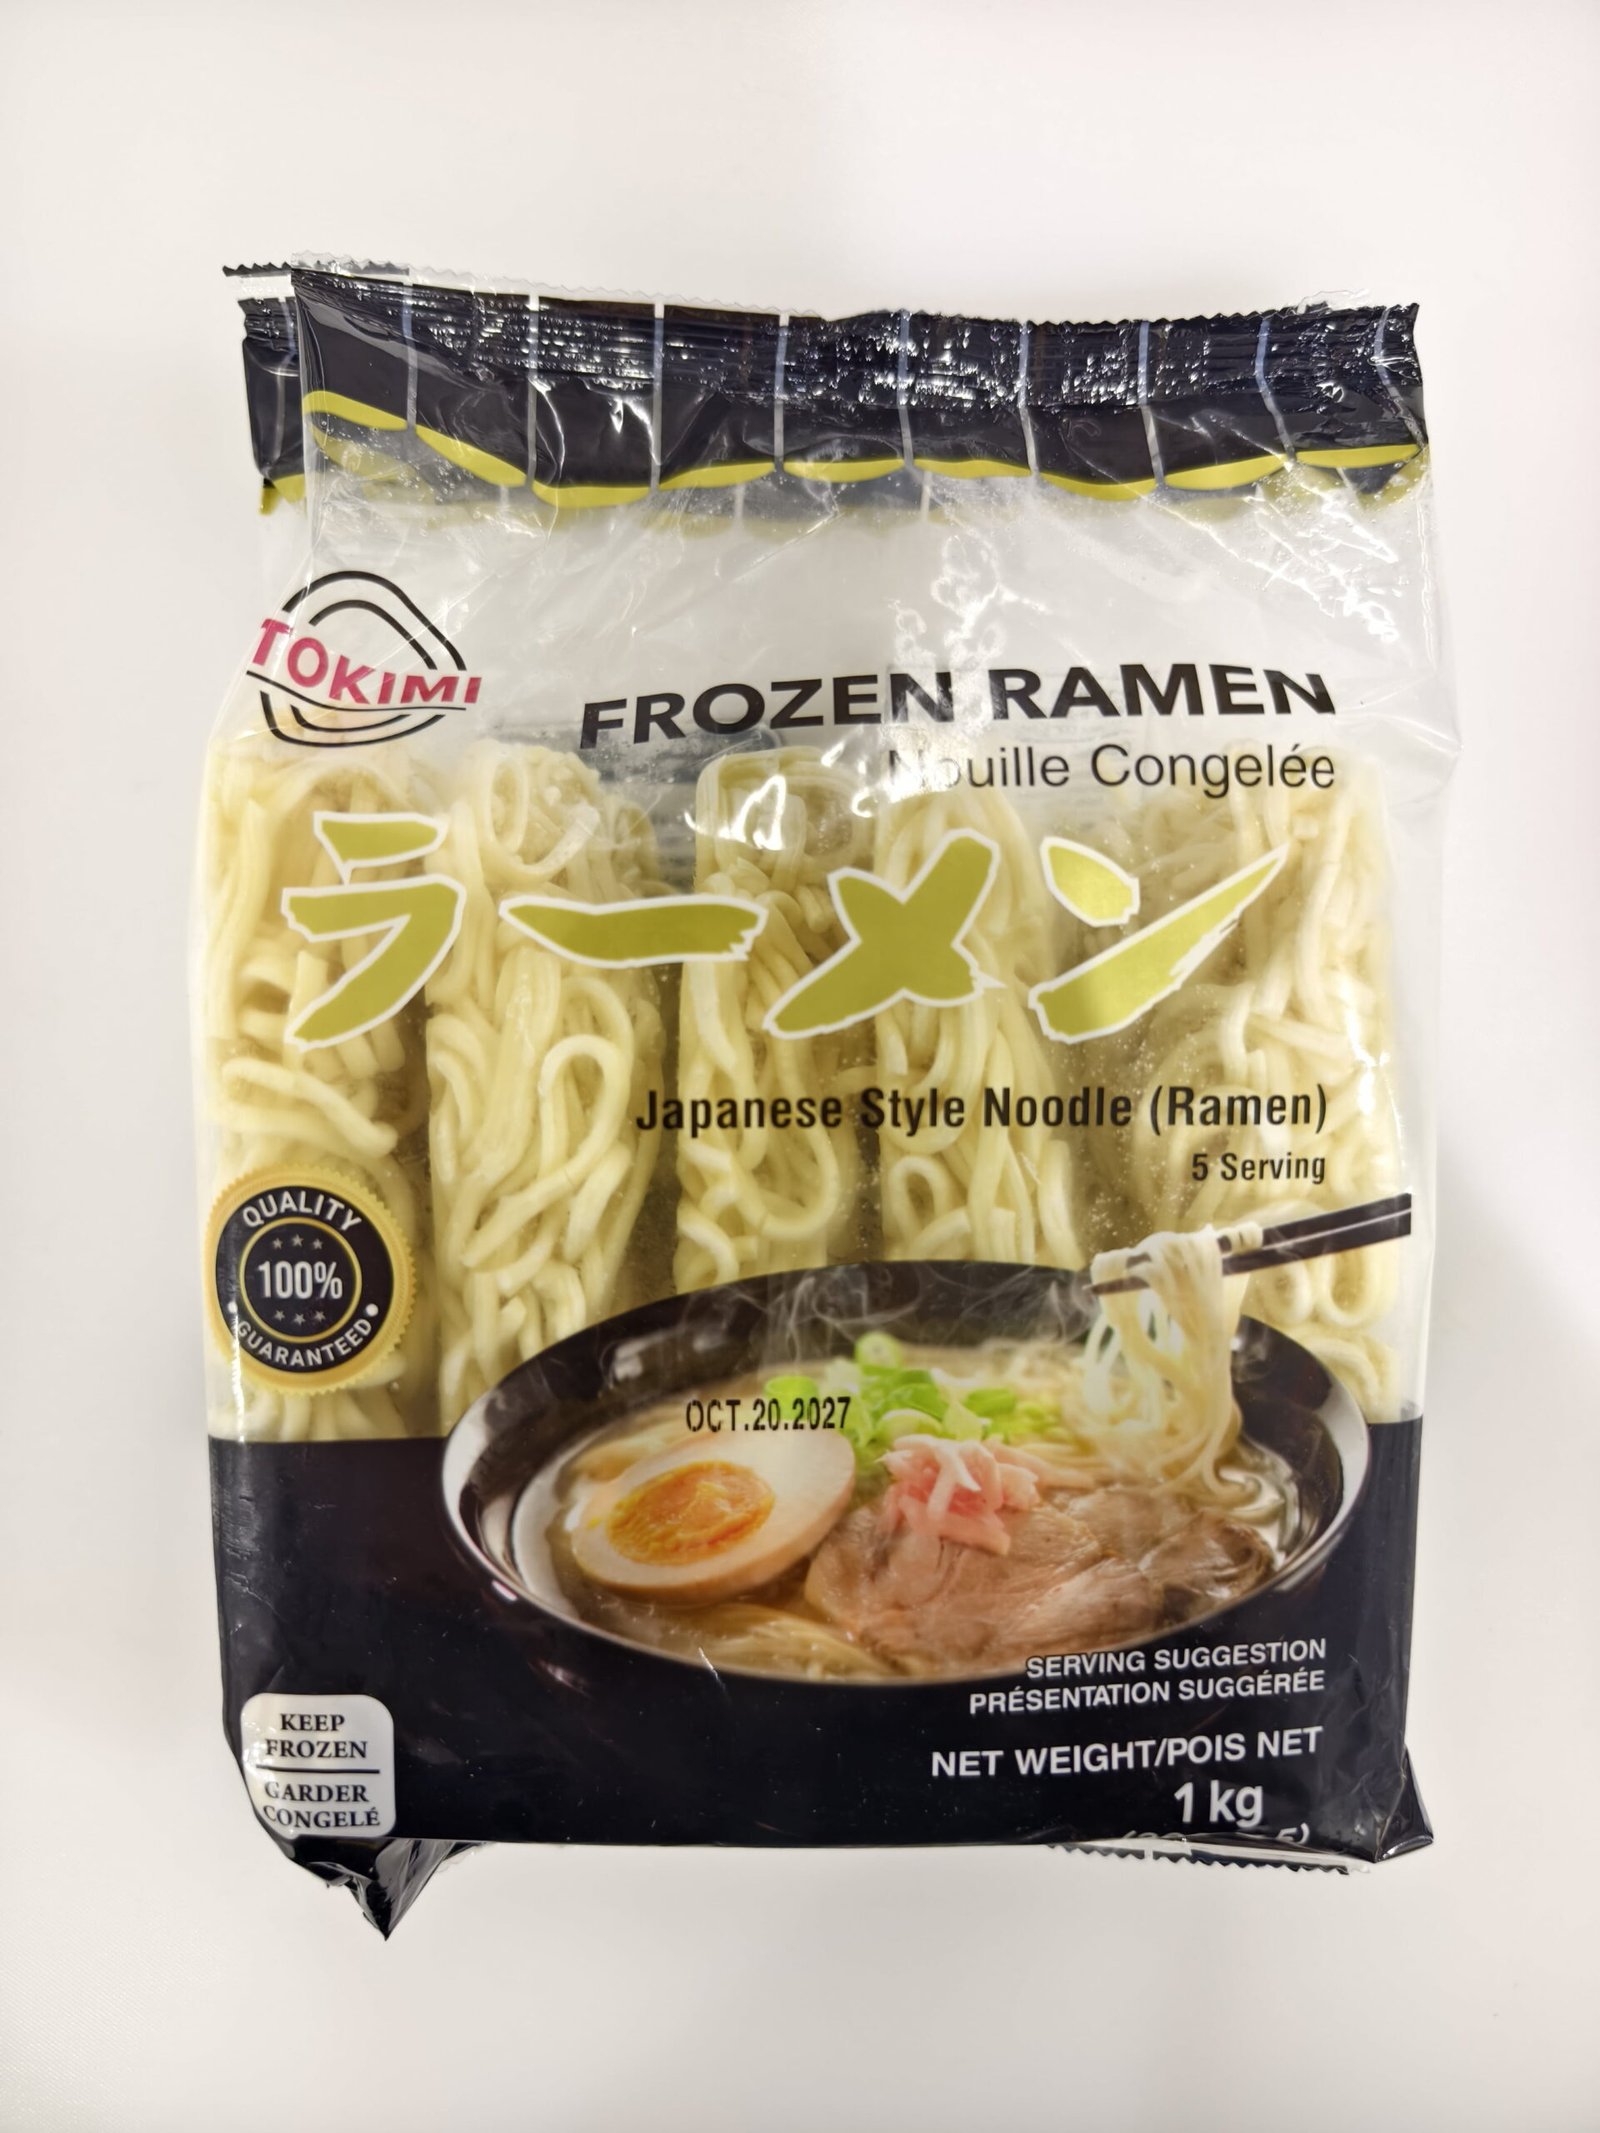 TOKIMI
FROZEN RAMEN
Nouille Congelée
ラーメン
Japanese Style Noodle (Ramen)
5 Serving
QUALITY
100%
GUARANTEED
OCT.20.2027
SERVING SUGGESTION
PRÉSENTATION SUGGÉRÉE
NET WEIGHT/POIS NET
1 kg
KEEP
FROZEN
GARDER
CONGELÉ